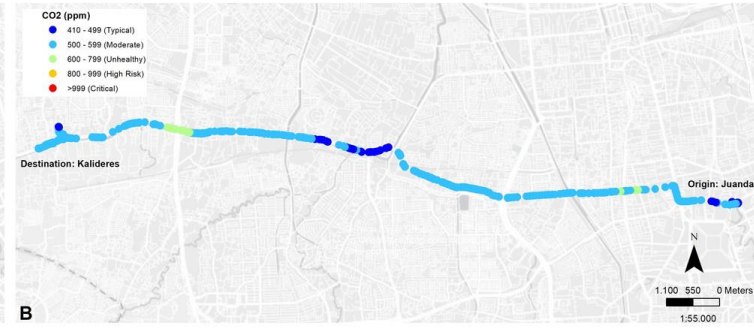 CO2 (ppm)
410 - 499 (Typical)
500 - 599 (Moderate)
600 - 799 (Unhealthy)
800 - 999 (High Risk)
>999 (Critical)
Destination: Kalideres
Origin: Juanda
N
1.100 550 0 Meters
1:55.000
B